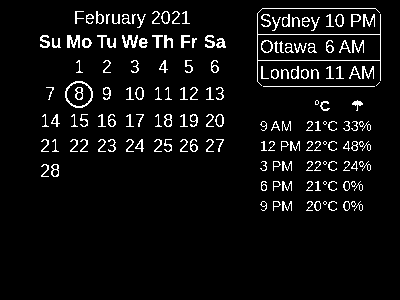 February 2021
Su Mo Tu We Th Fr Sa
1 2 3 4 5 6
7 8 9 10 11 12 13
14 15 16 17 18 19 20
21 22 23 24 25 26 27
28
Sydney 10 PM
Ottawa 6 AM
London 11 AM
°C ☂
9 AM 21°C 33%
12 PM 22°C 48%
3 PM 22°C 24%
6 PM 21°C 0%
9 PM 20°C 0%